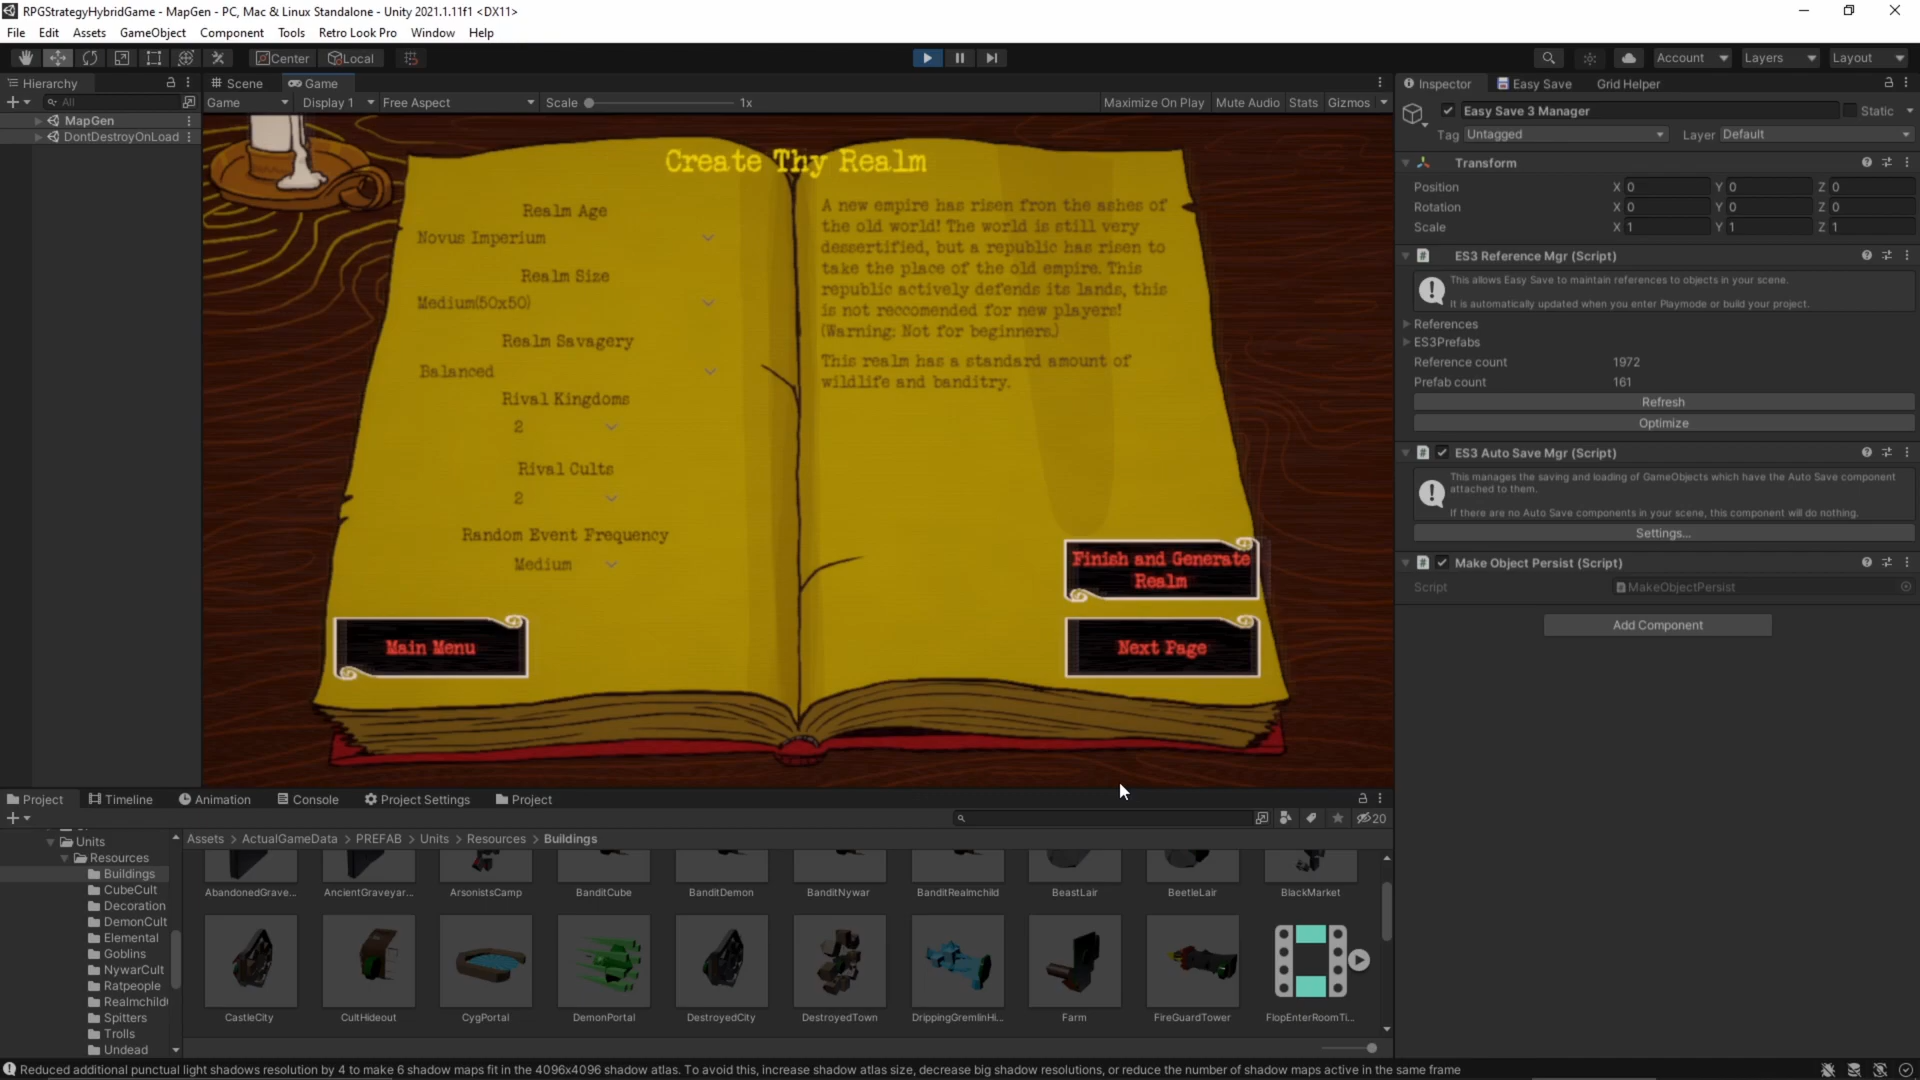 RPGStrategyHybridGame - MapGen - PC, Mac & Linux Standalone - Unity 2021.1.11f1 <DX11>
File Edit Assets GameObject Component Tools Retro Look Pro Window Help
Center Local
Account Layers Layout
Hierarchy
All
MapGen
DontDestroyOnLoad
Scene Game
Game Display 1 Free Aspect Scale 1x Maximize On Play Mute Audio Stats Gizmos
Create Thy Realm
Realm Age
Novus Imperium
Realm Size
Medium(50x50)
Realm Savagery
Balanced
Rival Kingdoms
2
Rival Cults
2
Random Event Frequency
Medium
Main Menu
A new empire has risen fron the ashes of
the old world! The world is still very
dessertified, but a republic has risen to
take the place of the old empire. This
republic actively defends its lands, this
is not reccomended for new players!
(Warning: Not for beginners.)
This realm has a standard amount of
wildlife and banditry.
Finish and Generate
Realm
Next Page
Inspector Easy Save Grid Helper
Easy Save 3 Manager Static
Tag Untagged Layer Default
Transform
Position X 0 Y 0 Z 0
Rotation X 0 Y 0 Z 0
Scale X 1 Y 1 Z 1
ES3 Reference Mgr (Script)
This allows Easy Save to maintain references to objects in your scene.
It is automatically updated when you enter Playmode or build your project.
References
ES3Prefabs
Reference count 1972
Prefab count 161
Refresh
Optimize
ES3 Auto Save Mgr (Script)
This manages the saving and loading of GameObjects which have the Auto Save component
attached to them.
If there are no Auto Save components in your scene, this component will do nothing.
Settings...
Make Object Persist (Script)
Script MakeObjectPersist
Add Component
Project Timeline Animation Console Project Settings Project
20
Units
Resources
Buildings
CubeCult
Decoration
DemonCult
Elemental
Goblins
NywarCult
Ratpeople
Realmchild
Spitters
Trolls
Undead
Assets > ActualGameData > PREFAB > Units > Resources > Buildings
AbandonedGrave... AncientGraveyar... ArsonistsCamp BanditCube BanditDemon BanditNywar BanditRealmchild BeastLair BeetleLair BlackMarket
CastleCity CultHideout CygPortal DemonPortal DestroyedCity DestroyedTown DrippingGremlinHi... Farm FireGuardTower FlopEnterRoomTi...
Reduced additional punctual light shadows resolution by 4 to make 6 shadow maps fit in the 4096x4096 shadow atlas. To avoid this, increase shadow atlas size, decrease big shadow resolutions, or reduce the number of shadow maps active in the same frame